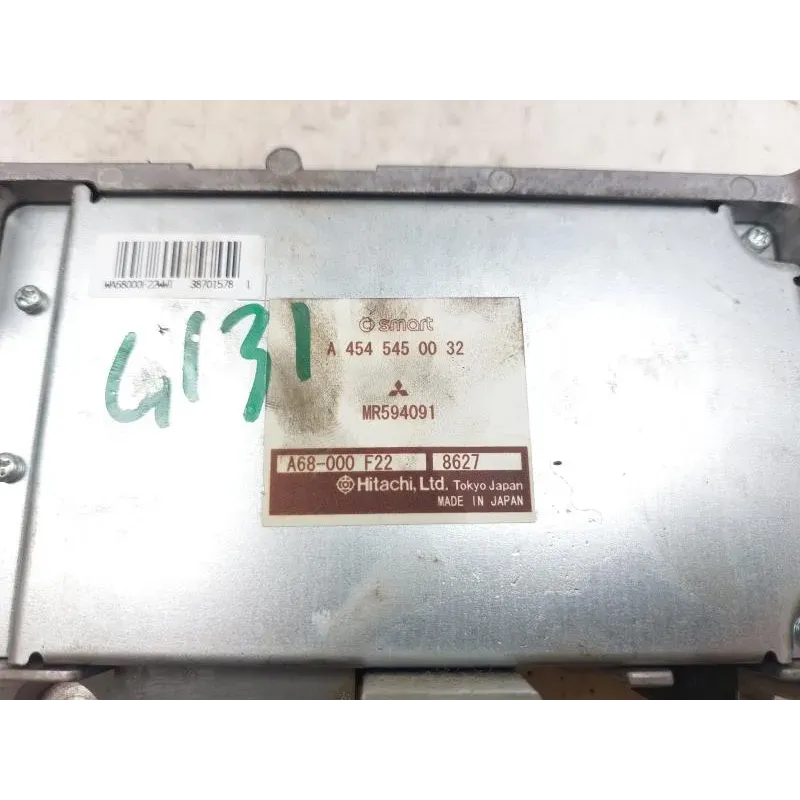 WA68000F22WWT 38701578 1
G131
smart
A 454 545 00 32
MR594091
A68-000 F22 8627
Hitachi, Ltd. Tokyo Japan
MADE IN JAPAN